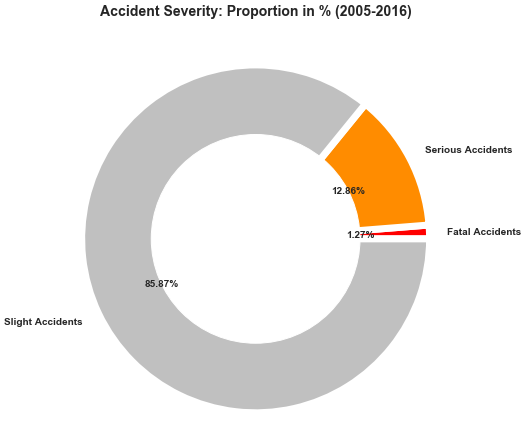 Accident Severity: Proportion in % (2005-2016)
Serious Accidents
12.86%
Fatal Accidents
1.27%
85.87%
Slight Accidents